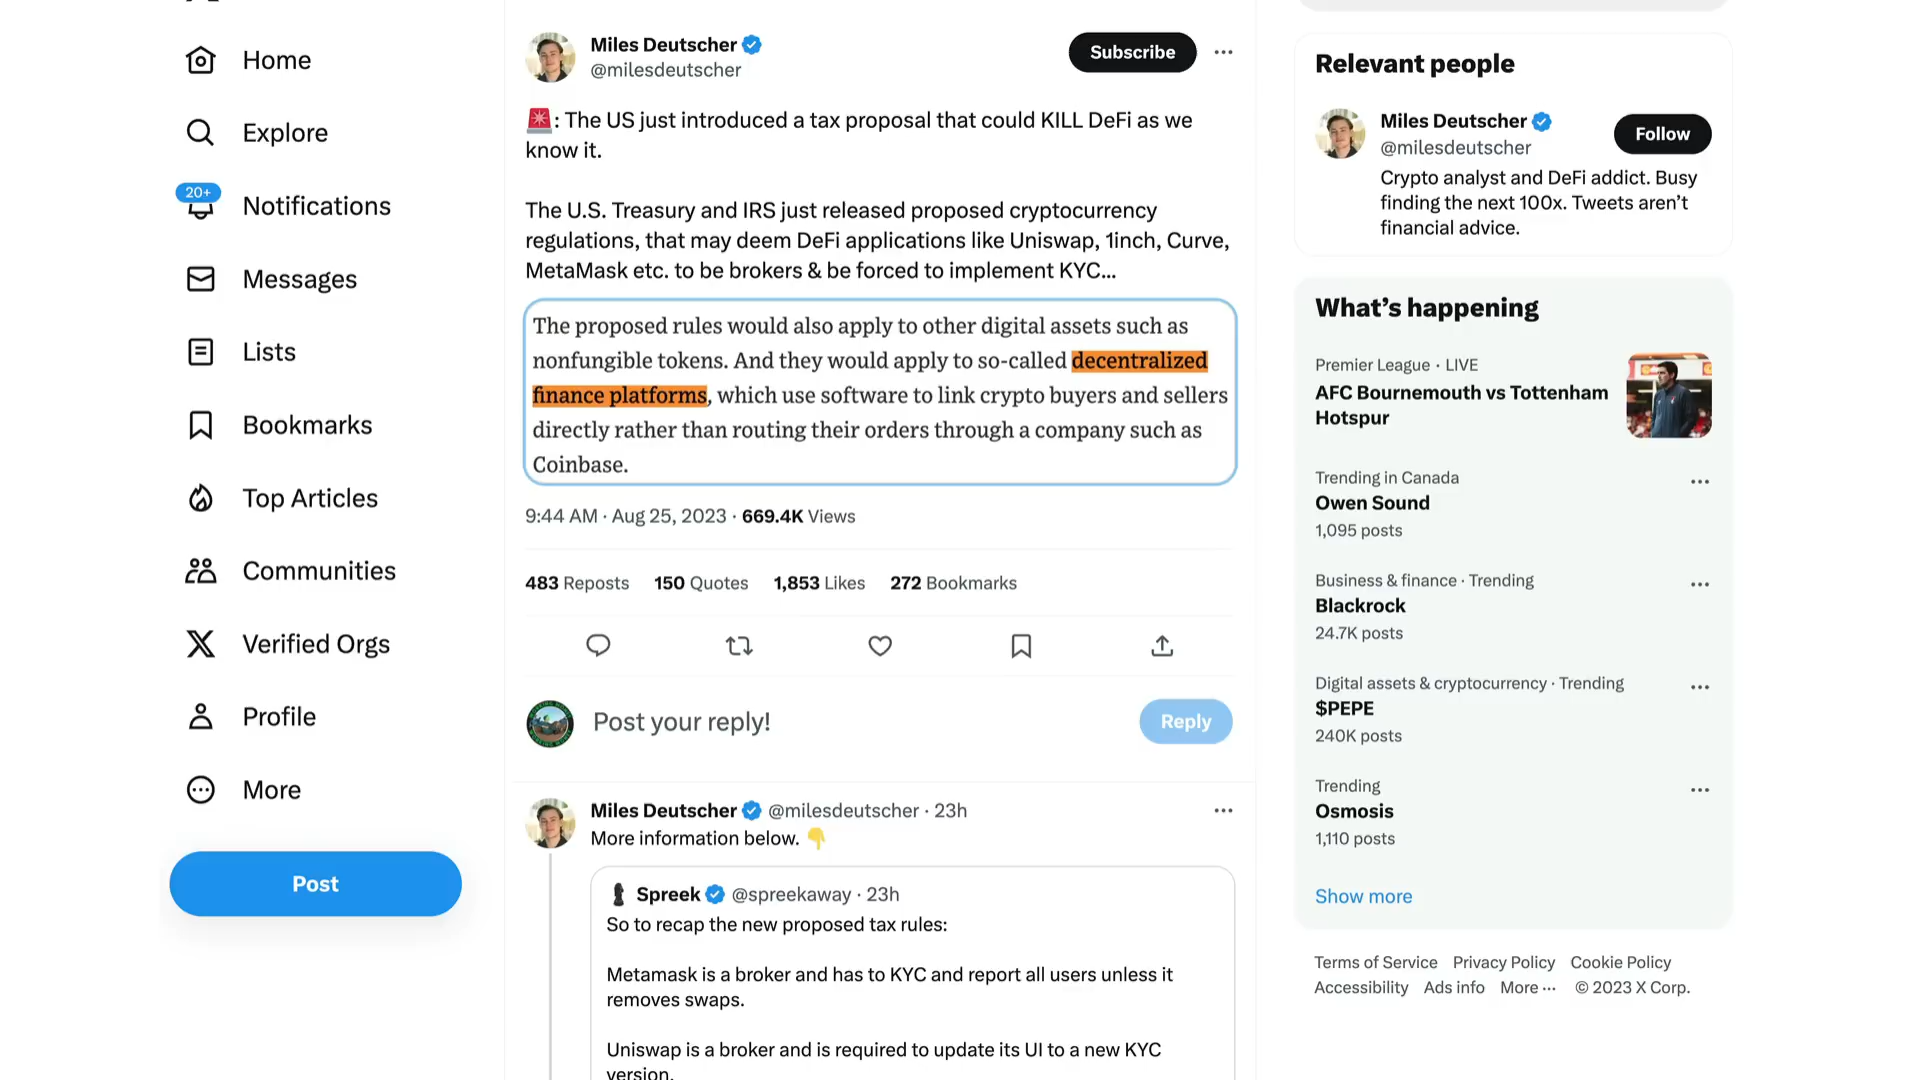 Home
Explore
20+
Notifications
Messages
Lists
Bookmarks
Top Articles
Communities
Verified Orgs
Profile
More
Post
Miles Deutscher
@milesdeutscher
Subscribe
🚨: The US just introduced a tax proposal that could KILL DeFi as we
know it.
The U.S. Treasury and IRS just released proposed cryptocurrency
regulations, that may deem DeFi applications like Uniswap, 1inch, Curve,
MetaMask etc. to be brokers & be forced to implement KYC...
The proposed rules would also apply to other digital assets such as
nonfungible tokens. And they would apply to so-called decentralized
finance platforms, which use software to link crypto buyers and sellers
directly rather than routing their orders through a company such as
Coinbase.
9:44 AM · Aug 25, 2023 · 669.4K Views
483 Reposts 150 Quotes 1,853 Likes 272 Bookmarks
Post your reply!
Reply
Miles Deutscher @milesdeutscher · 23h
More information below. 👇
Spreek @spreekaway · 23h
So to recap the new proposed tax rules:
Metamask is a broker and has to KYC and report all users unless it
removes swaps.
Uniswap is a broker and is required to update its UI to a new KYC
version.
Relevant people
Miles Deutscher
@milesdeutscher
Follow
Crypto analyst and DeFi addict. Busy
finding the next 100x. Tweets aren't
financial advice.
What's happening
Premier League · LIVE
AFC Bournemouth vs Tottenham
Hotspur
Trending in Canada
Owen Sound
1,095 posts
Business & finance · Trending
Blackrock
24.7K posts
Digital assets & cryptocurrency · Trending
$PEPE
240K posts
Trending
Osmosis
1,110 posts
Show more
Terms of Service Privacy Policy Cookie Policy
Accessibility Ads info More ··· © 2023 X Corp.